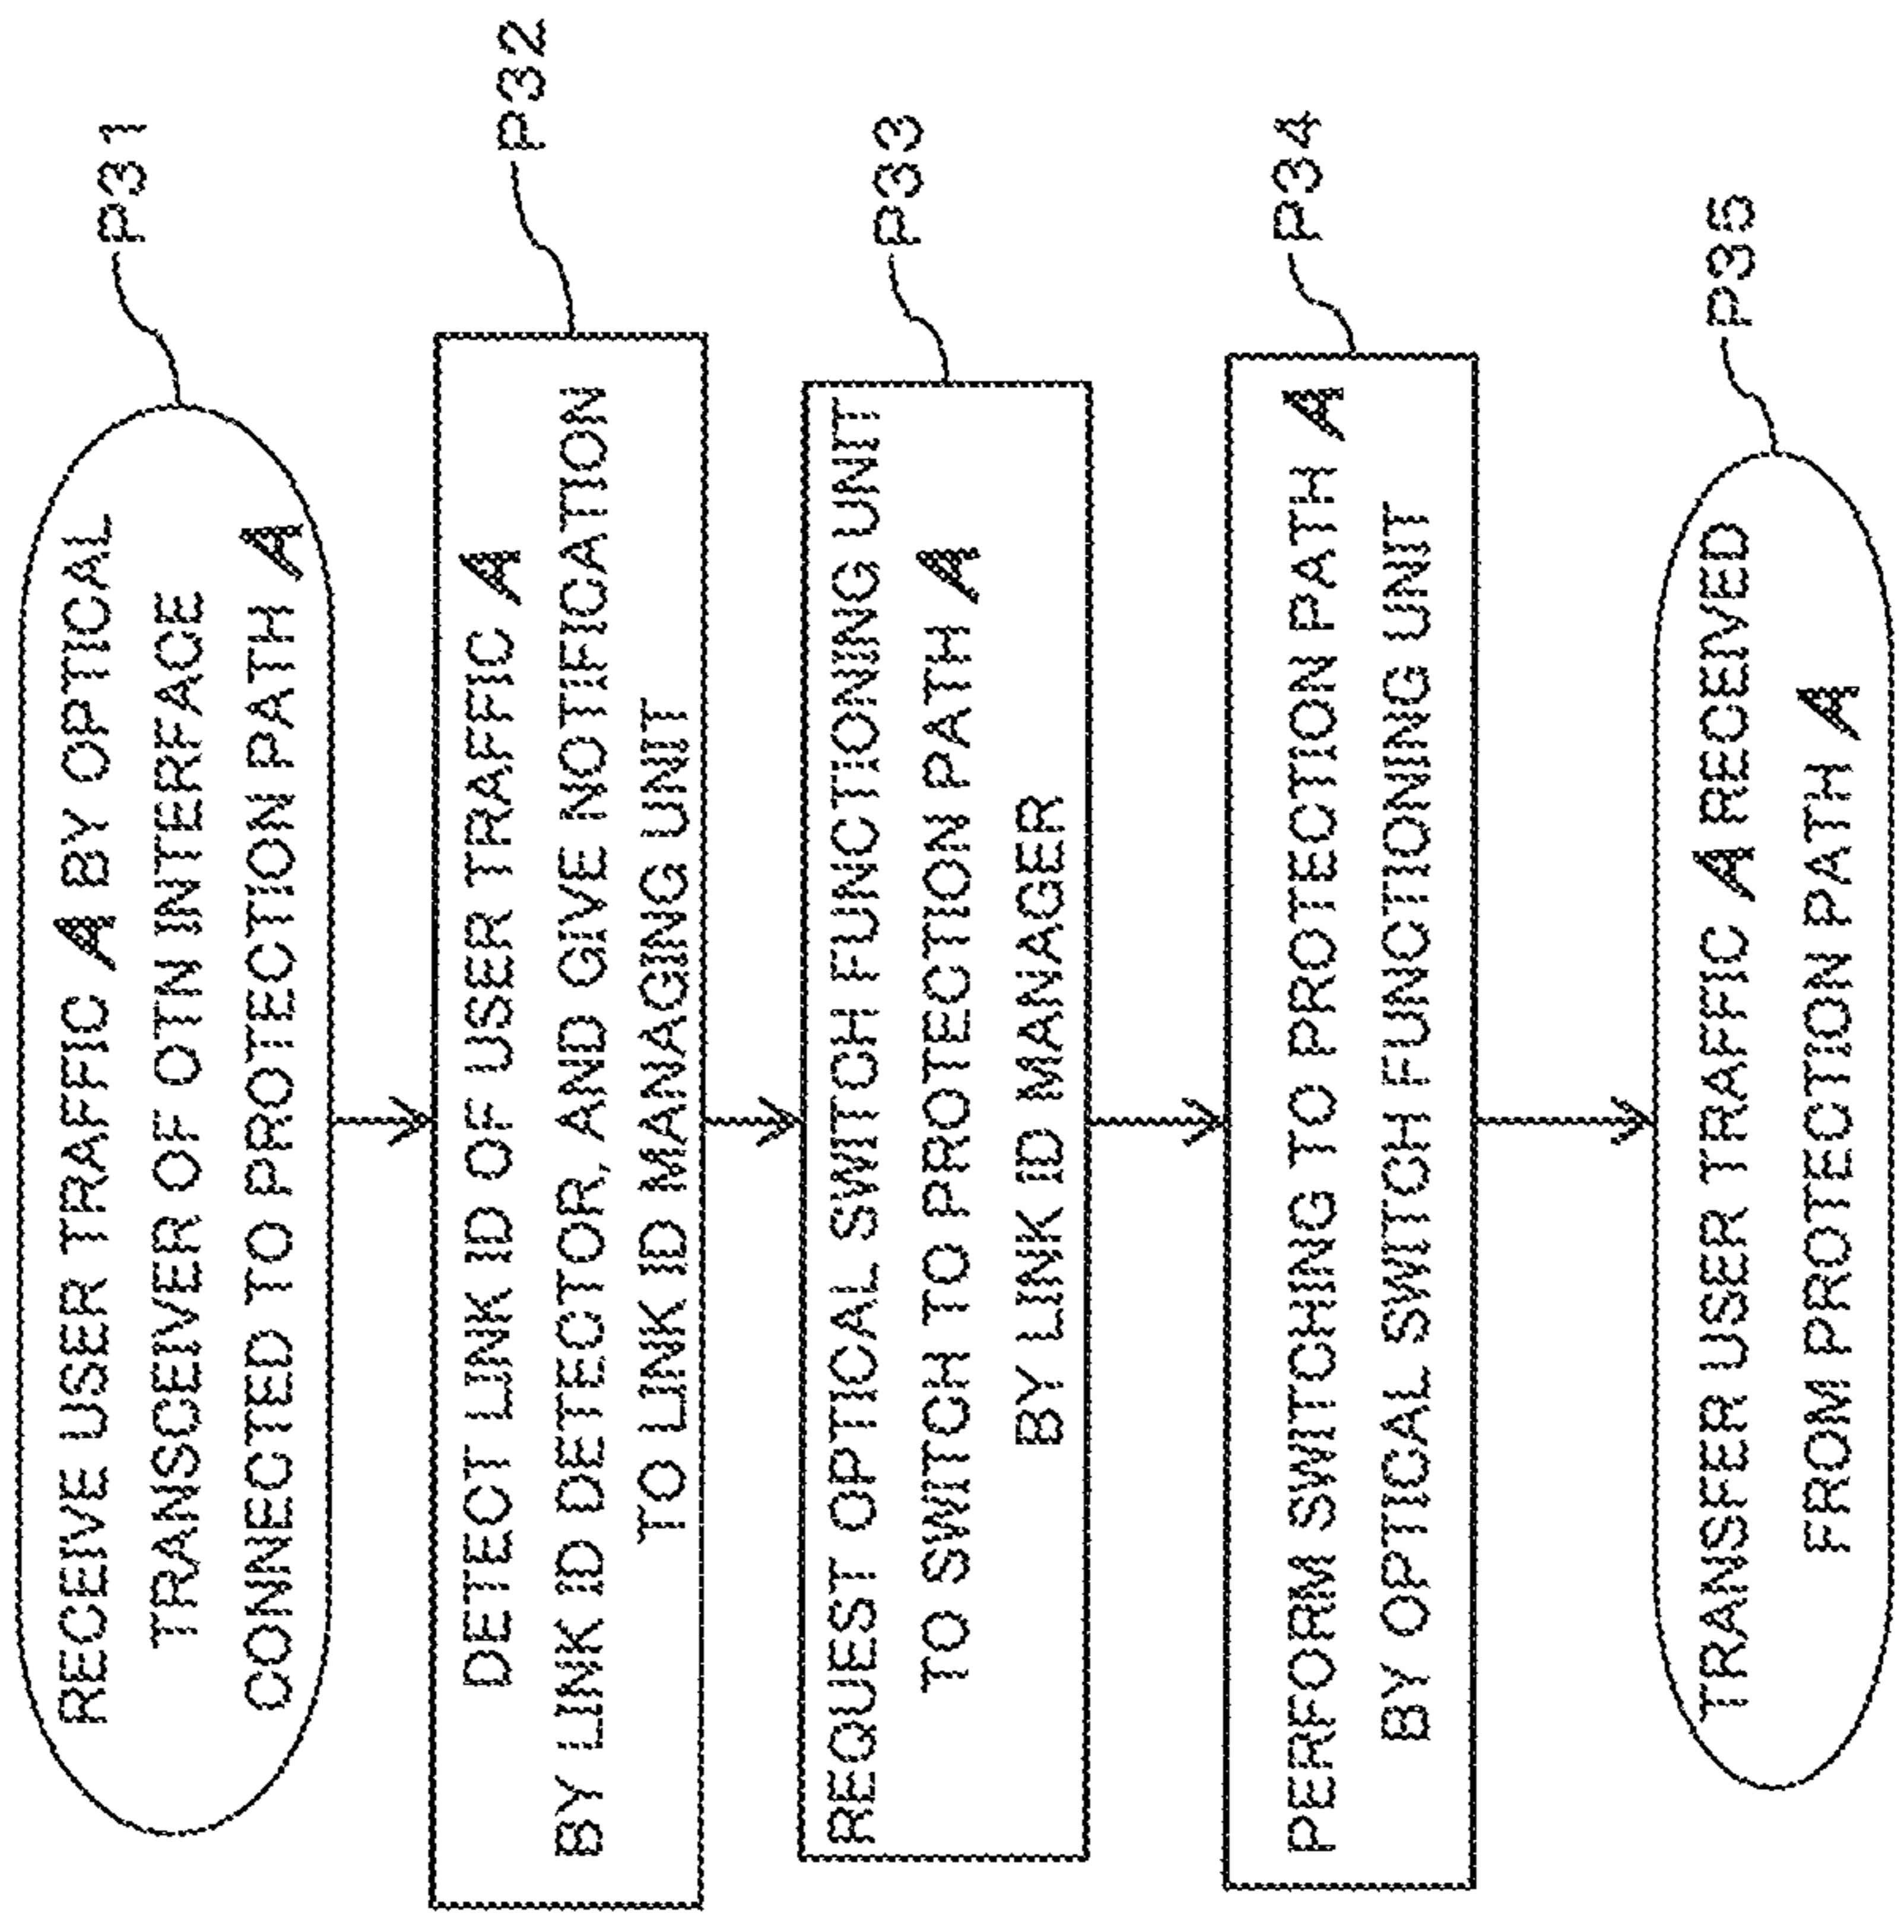 RECEIVE USER TRAFFIC A BY OPTICAL
TRANSCEIVER OF OTN INTERFACE
CONNECTED TO PROTECTION PATH A
P31
DETECT LINK ID OF USER TRAFFIC A
BY LINK ID DETECTOR, AND GIVE NOTIFICATION
TO LINK ID MANAGING UNIT
P32
REQUEST OPTICAL SWITCH FUNCTIONING UNIT
TO SWITCH TO PROTECTION PATH A
BY LINK ID MANAGER
P33
PERFORM SWITCHING TO PROTECTION PATH A
BY OPTICAL SWITCH FUNCTIONING UNIT
P34
TRANSFER USER TRAFFIC A RECEIVED
FROM PROTECTION PATH A
P35